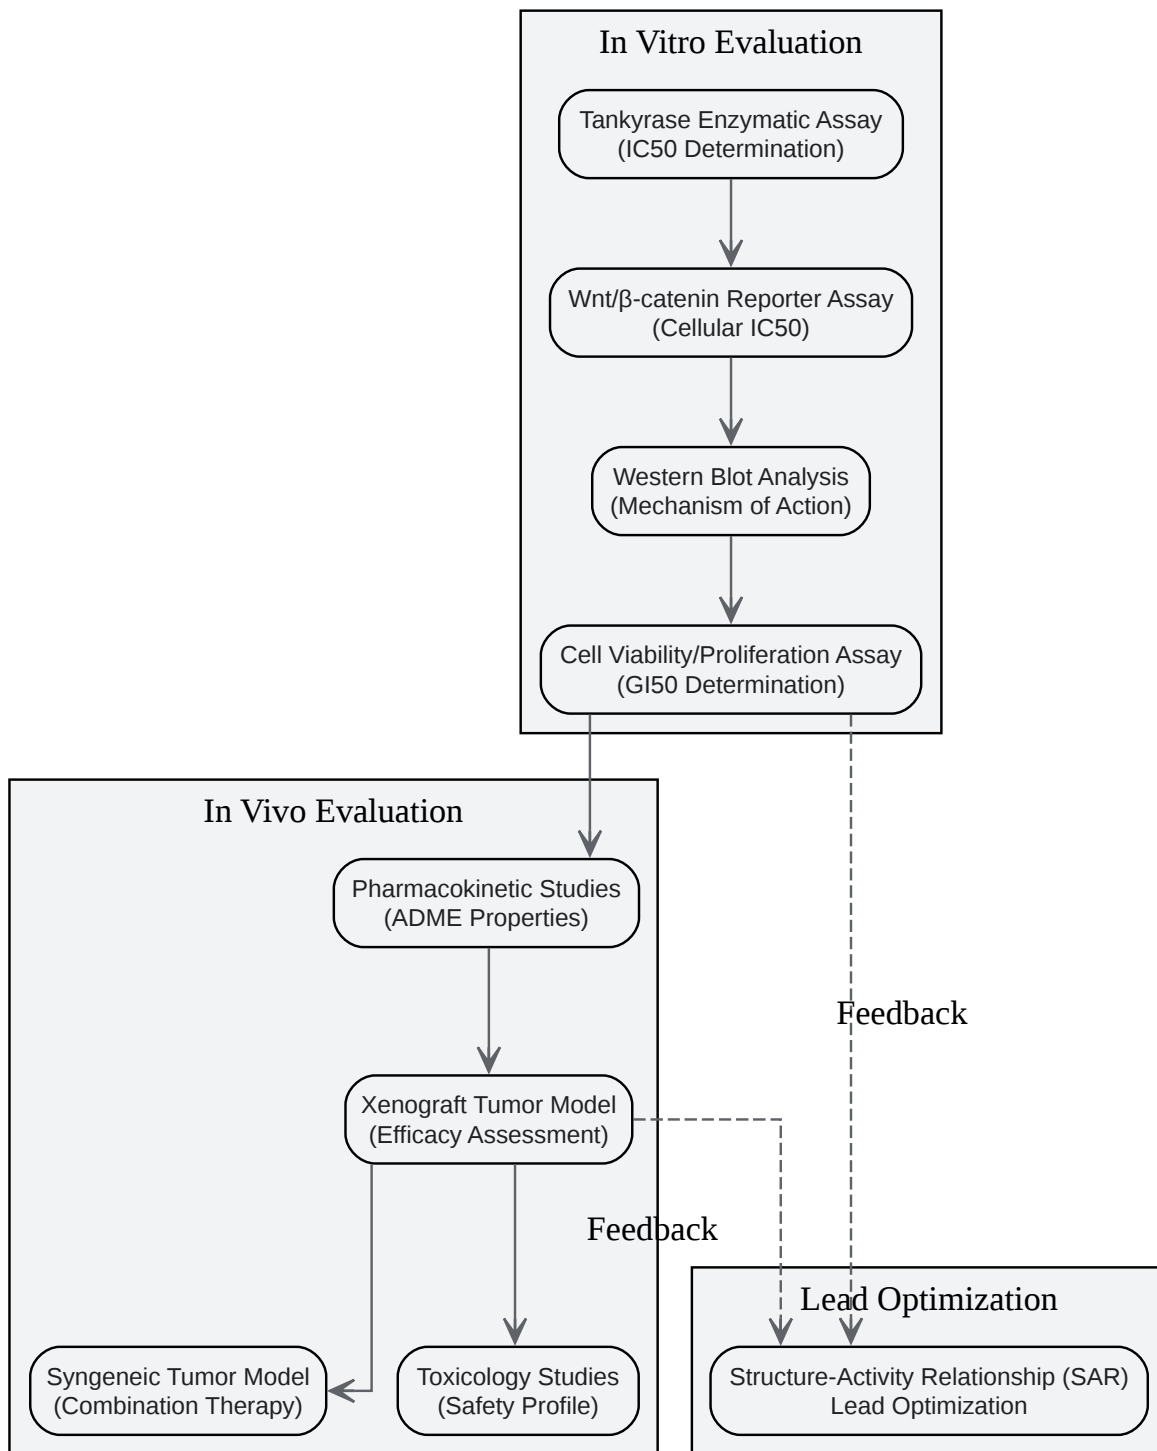 In Vitro Evaluation
Tankyrase Enzymatic Assay
(IC50 Determination)
Wnt/β-catenin Reporter Assay
(Cellular IC50)
Western Blot Analysis
(Mechanism of Action)
Cell Viability/Proliferation Assay
(GI50 Determination)
In Vivo Evaluation
Pharmacokinetic Studies
(ADME Properties)
Feedback
Xenograft Tumor Model
(Efficacy Assessment)
Feedback
Lead Optimization
Syngeneic Tumor Model
(Combination Therapy)
Toxicology Studies
(Safety Profile)
Structure-Activity Relationship (SAR)
Lead Optimization